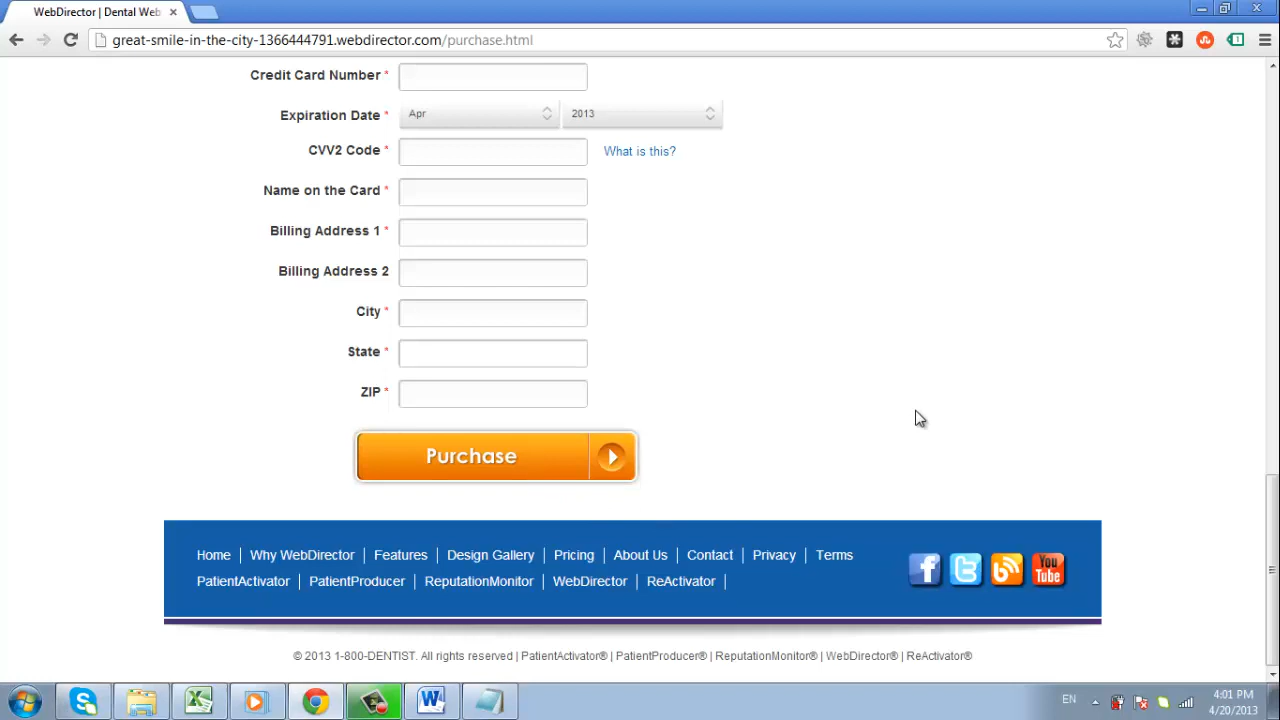 WebDirector | Dental Web
great-smile-in-the-city-1366444791.webdirector.com/purchase.html
Credit Card Number *
Expiration Date * Apr 2013
CVV2 Code * What is this?
Name on the Card *
Billing Address 1 *
Billing Address 2
City *
State *
ZIP *
Purchase
Home | Why WebDirector | Features | Design Gallery | Pricing | About Us | Contact | Privacy | Terms
PatientActivator | PatientProducer | ReputationMonitor | WebDirector | ReActivator |
You Tube
© 2013 1-800-DENTIST. All rights reserved | PatientActivator® | PatientProducer® | ReputationMonitor® | WebDirector® | ReActivator®
EN
4:01 PM
4/20/2013